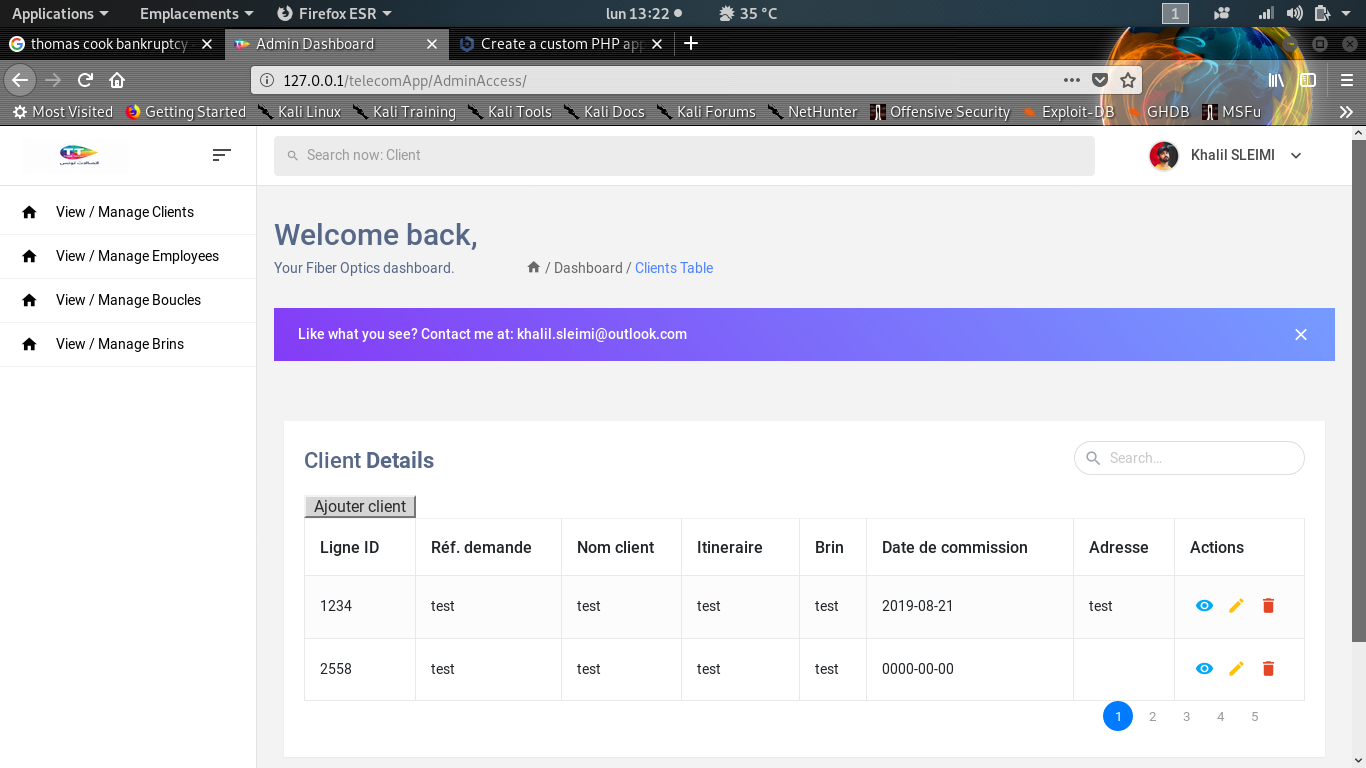 Applications Emplacements Firefox ESR lun 13:22 35 °C 1
thomas cook bankruptcy Admin Dashboard Create a custom PHP app
127.0.0.1/telecomApp/AdminAccess/
Most Visited Getting Started Kali Linux Kali Training Kali Tools Kali Docs Kali Forums NetHunter Offensive Security Exploit-DB GHDB MSFu
Search now: Client Khalil SLEIMI
View / Manage Clients
View / Manage Employees
View / Manage Boucles
View / Manage Brins
Welcome back,
Your Fiber Optics dashboard. / Dashboard / Clients Table
Like what you see? Contact me at: khalil.sleimi@outlook.com
Client Details Search...
Ajouter client
Ligne ID Réf. demande Nom client Itineraire Brin Date de commission Adresse Actions
1234 test test test test 2019-08-21 test
2558 test test test test 0000-00-00
1 2 3 4 5